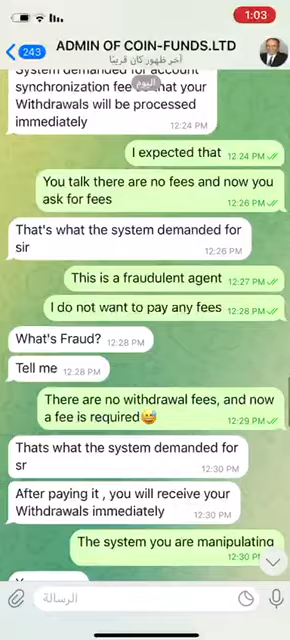 1:03
243
ADMIN OF COIN-FUNDS.LTD
آخر ظهور كان قريبًا
System demanded for account
synchronization fee
hat your
اليوم
Withdrawals will be processed
immediately
12:24 PM
I expected that
12:24 PM
You talk there are no fees and now you
ask for fees
12:26 PM
That's what the system demanded for
sir
12:26 PM
This is a fraudulent agent
12:27 PM
I do not want to pay any fees
12:28 PM
What's Fraud?
12:28 PM
Tell me
12:28 PM
There are no withdrawal fees, and now
a fee is required😅
12:29 PM
Thats what the system demanded for
sr
12:30 PM
After paying it , you will receive your
Withdrawals immediately
12:30 PM
The system you are manipulating
12:30
الرسالة